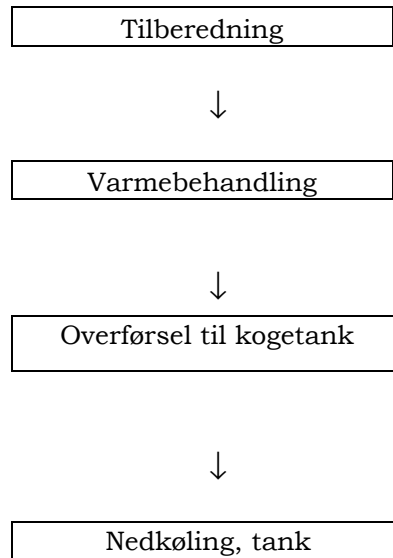 Tilberedning
↓
Varmebehandling
↓
Overførsel til kogetank
↓
Nedkøling, tank